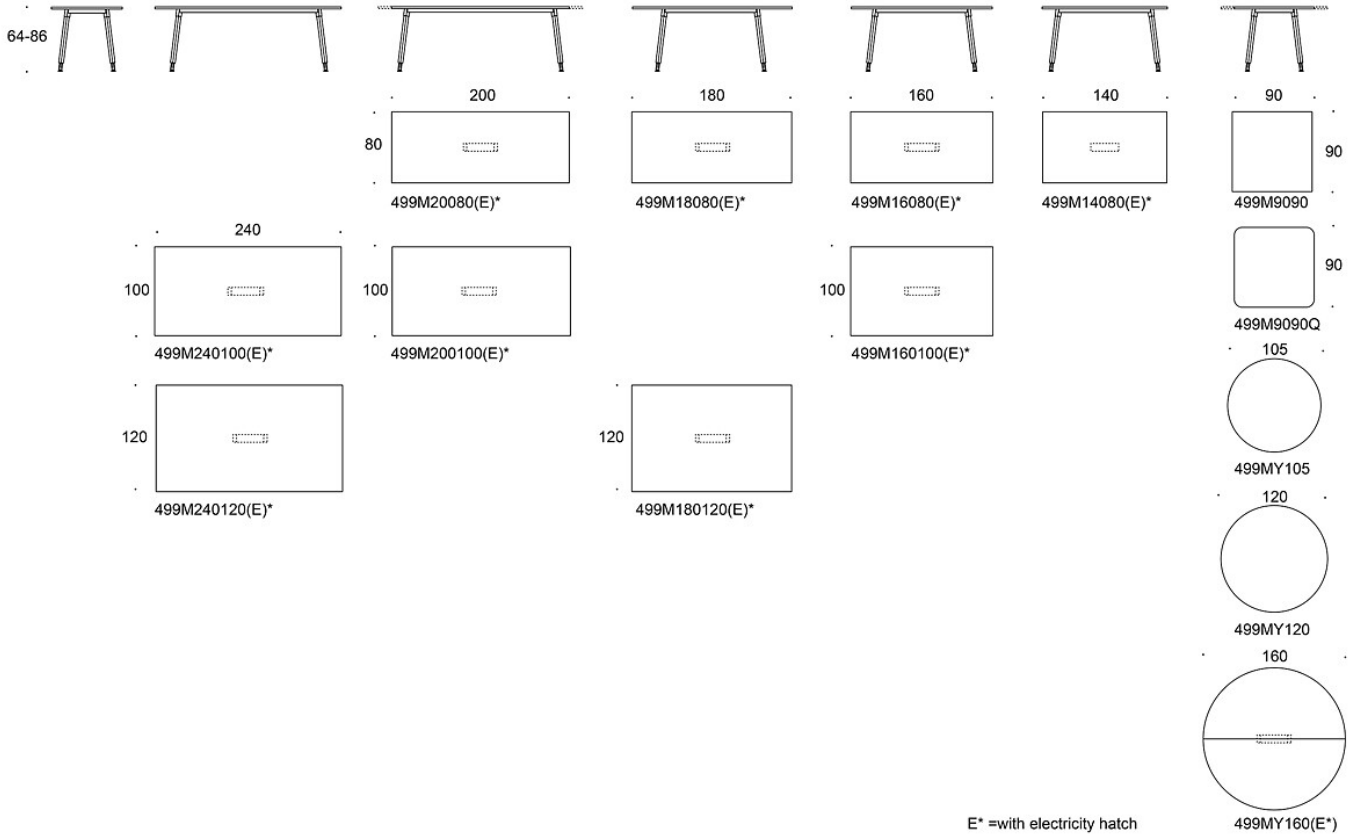 64-86
200 180 160 140 90
80
90
499M20080(E)* 499M18080(E)* 499M16080(E)* 499M14080(E)* 499M9090
240
100 100 100
90
499M9090Q
499M240100(E)* 499M200100(E)* 499M160100(E)*
105
120 120
499MY105
120
499M240120(E)* 499M180120(E)*
499MY120
160
E* =with electricity hatch 499MY160(E*)